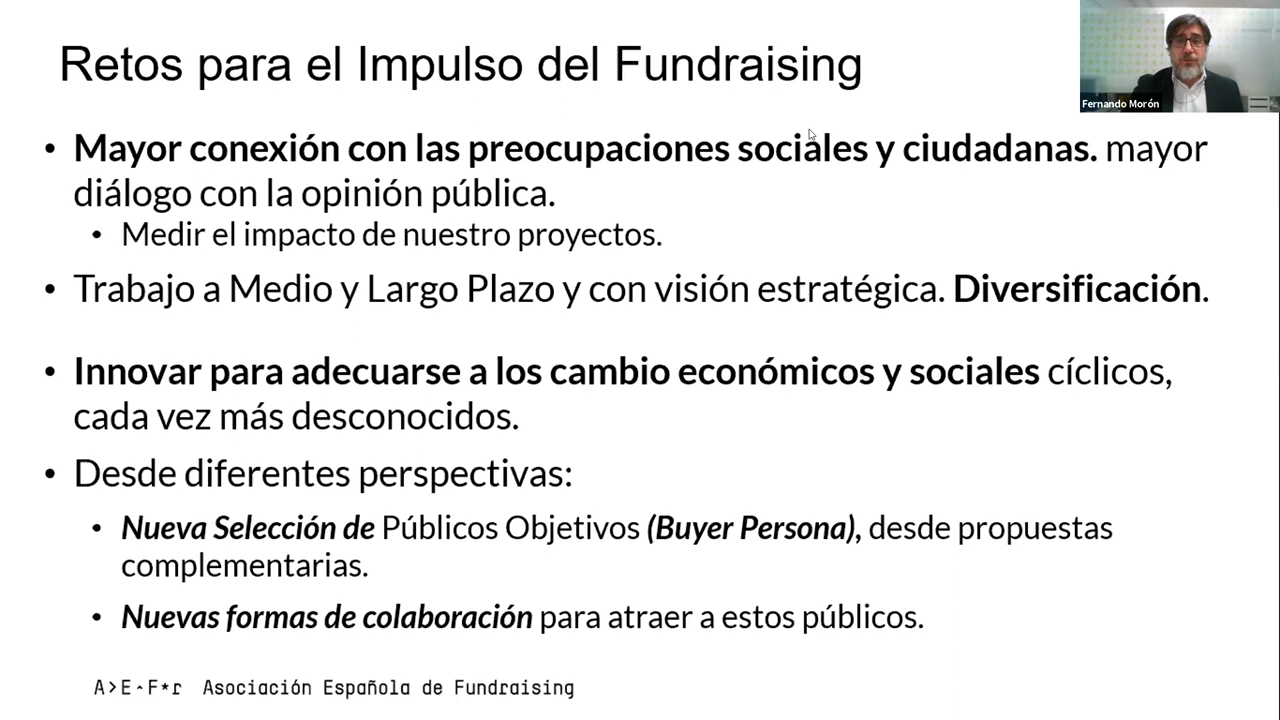 Retos para el Impulso del Fundraising
Fernando Morón
• Mayor conexión con las preocupaciones sociales y ciudadanas. mayor
diálogo con la opinión pública.
• Medir el impacto de nuestro proyectos.
• Trabajo a Medio y Largo Plazo y con visión estratégica. Diversificación.
• Innovar para adecuarse a los cambio económicos y sociales cíclicos,
cada vez más desconocidos.
• Desde diferentes perspectivas:
• Nueva Selección de Públicos Objetivos (Buyer Persona), desde propuestas
complementarias.
• Nuevas formas de colaboración para atraer a estos públicos.
A>E·F*r Asociación Española de Fundraising